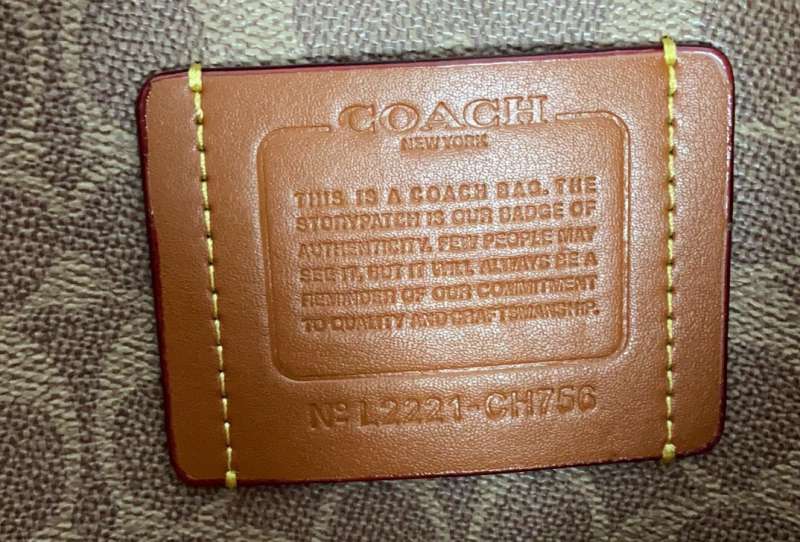 COACH
NEW YORK
THIS IS A COACH BAG. THE
STORYPATCH IS OUR BADGE OF
AUTHENTICITY. FEW PEOPLE MAY
SEE IT, BUT IT WILL ALWAYS BE A
REMINDER OF OUR COMMITMENT
TO QUALITY AND CRAFTSMANSHIP.
Nº L2221-CH756